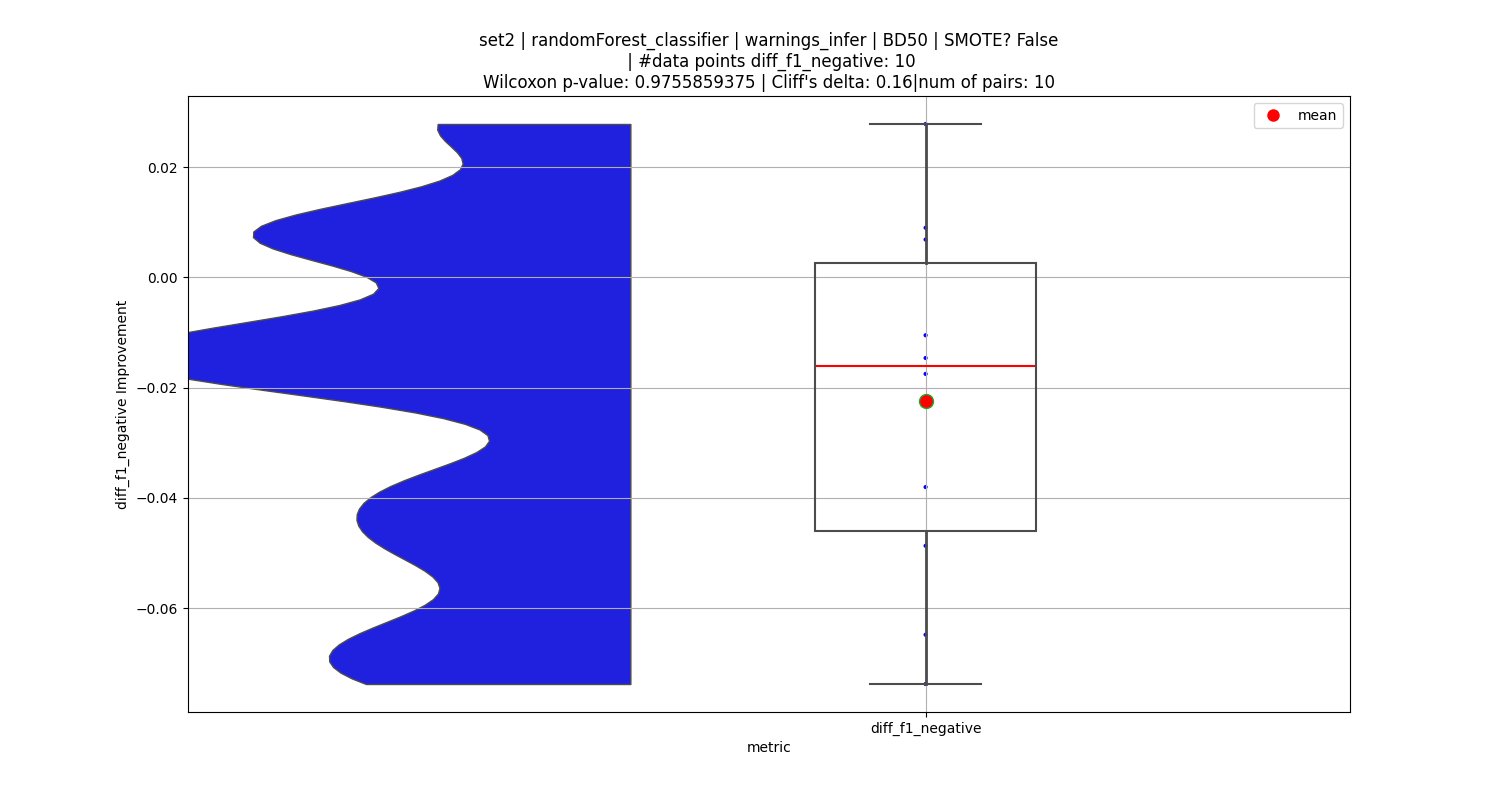 set2 | randomForest_classifier | warnings_infer | BD50 | SMOTE? False
| #data points diff_f1_negative: 10
Wilcoxon p-value: 0.9755859375 | Cliff's delta: 0.16|num of pairs: 10
mean
0.02
0.00
−0.02
−0.04
−0.06
diff_f1_negative Improvement
diff_f1_negative
metric